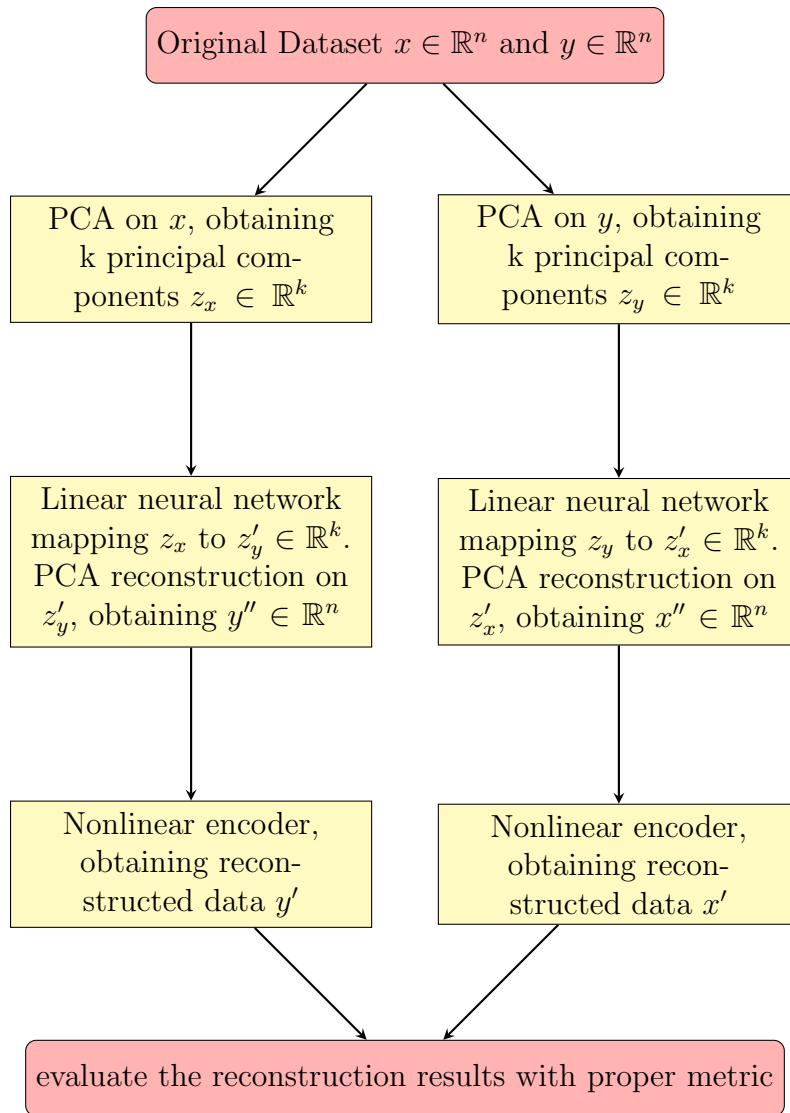 Original Dataset x ∈ ℝⁿ and y ∈ ℝⁿ
PCA on x, obtaining
k principal com-
ponents z_x ∈ ℝᵏ
PCA on y, obtaining
k principal com-
ponents z_y ∈ ℝᵏ
Linear neural network
mapping z_x to z′_y ∈ ℝᵏ.
PCA reconstruction on
z′_y, obtaining y″ ∈ ℝⁿ
Linear neural network
mapping z_y to z′_x ∈ ℝᵏ.
PCA reconstruction on
z′_x, obtaining x″ ∈ ℝⁿ
Nonlinear encoder,
obtaining recon-
structed data y′
Nonlinear encoder,
obtaining recon-
structed data x′
evaluate the reconstruction results with proper metric